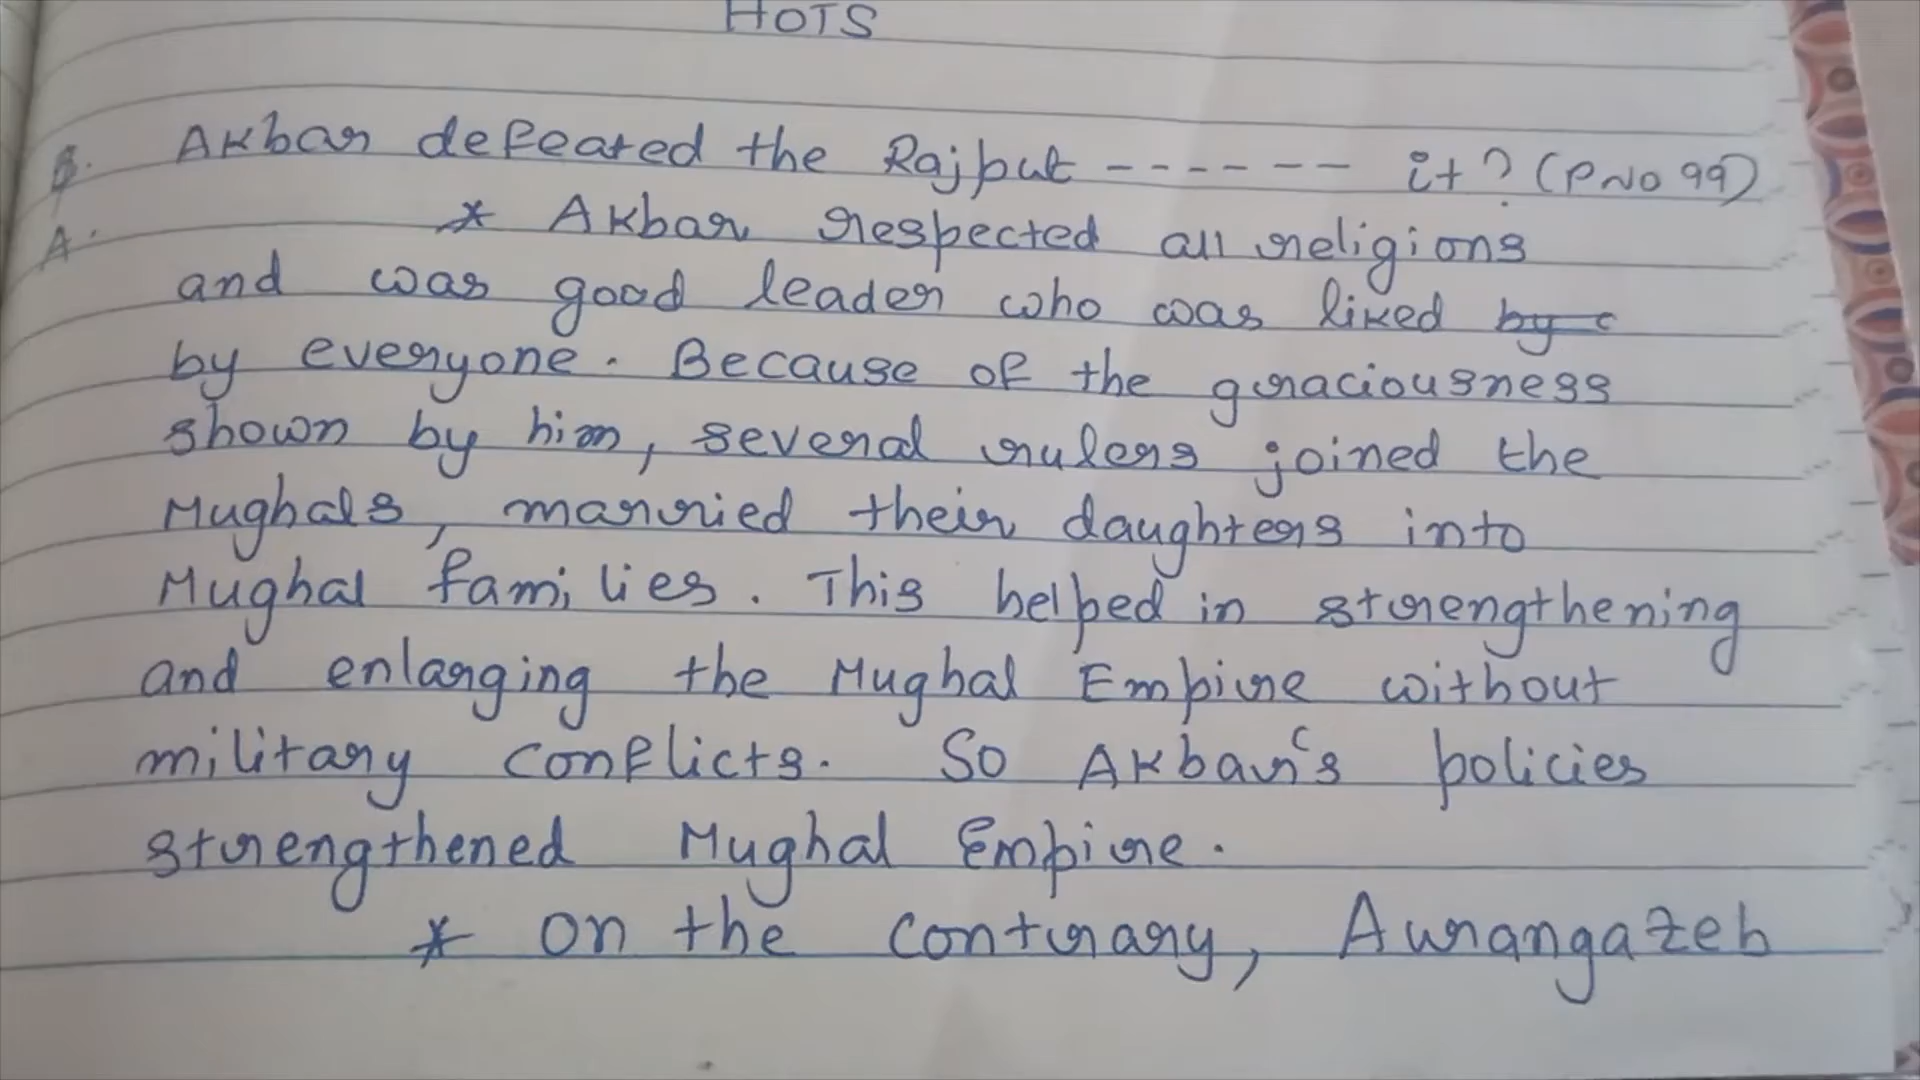 HOTS
B. Akbar defeated the Rajput ------ it? (P No 99)
A. * Akbar respected all religions
and was good leader who was liked by
by everyone. Because of the graciousness
shown by him, several rulers joined the
Mughals, married their daughters into
Mughal families. This helped in strengthening
and enlarging the Mughal Empire without
military conflicts. So Akbar's policies
strengthened Mughal Empire.
* On the contrary, Aurangazeb